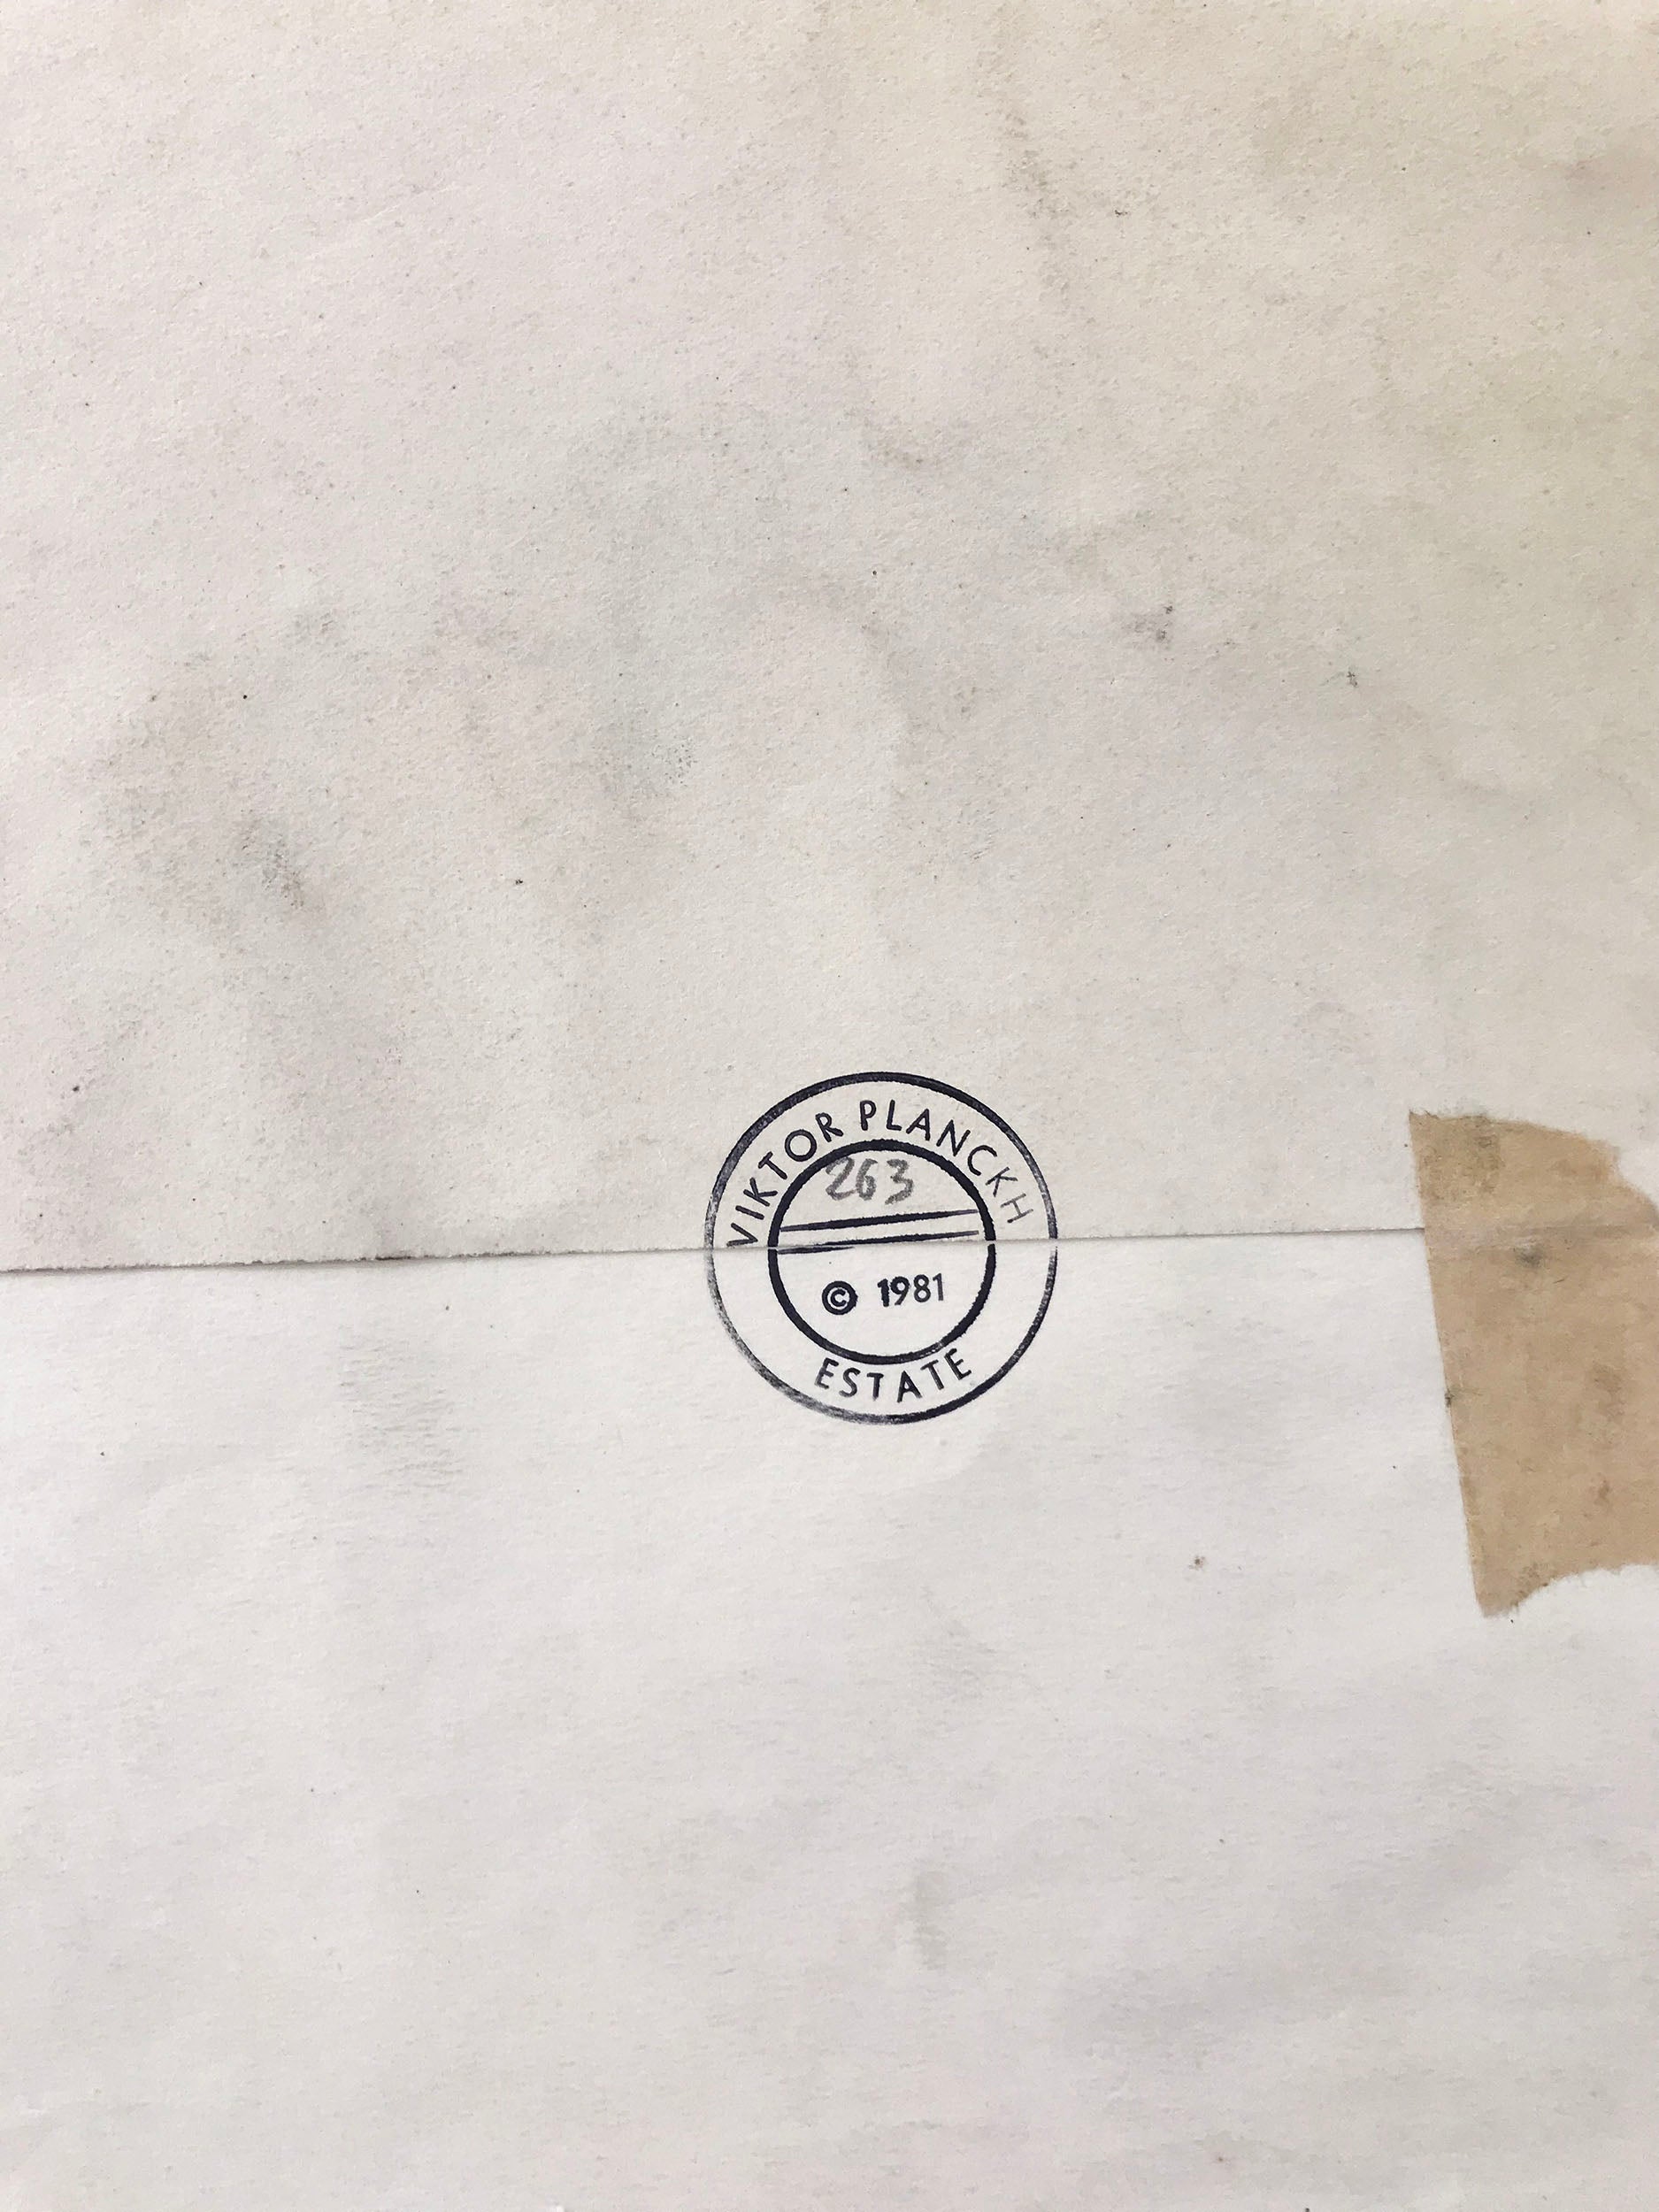 VIKTOR PLANCKH
263
© 1981
ESTATE